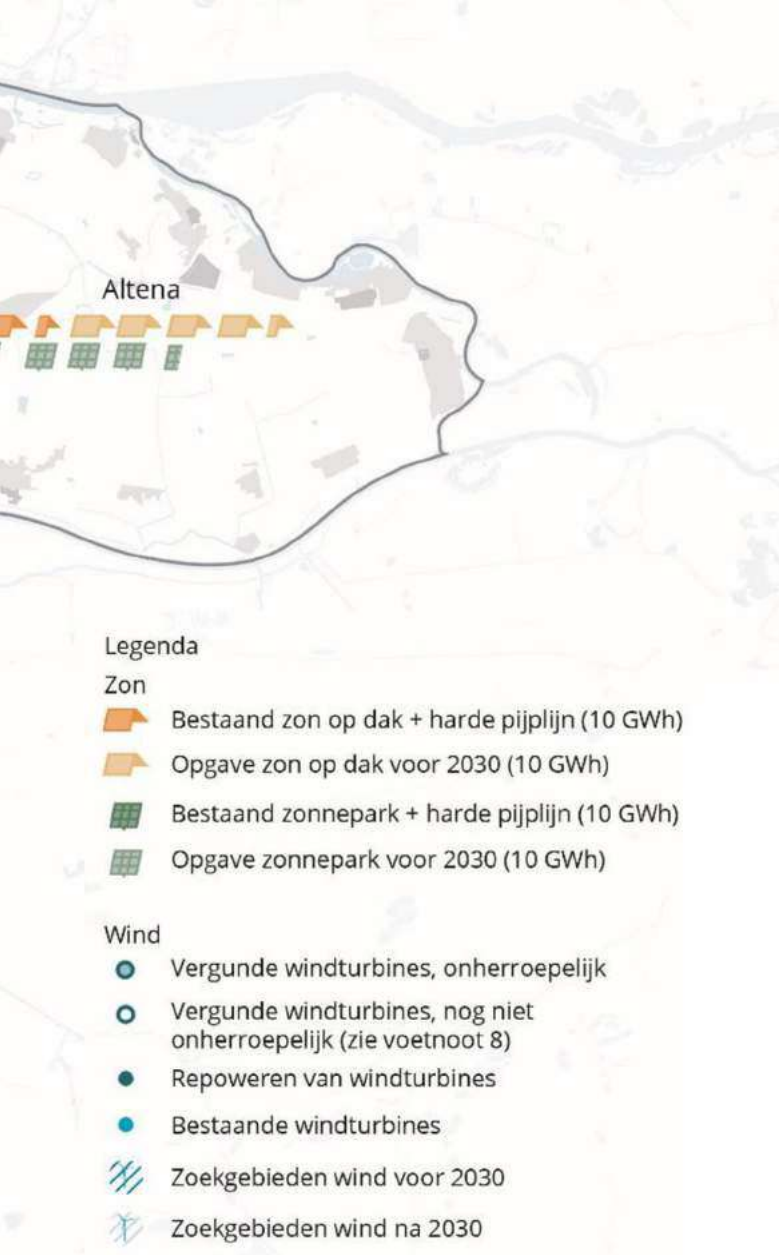 Altena
Legenda
Zon
Bestaand zon op dak + harde pijplijn (10 GWh)
Opgave zon op dak voor 2030 (10 GWh)
Bestaand zonnepark + harde pijplijn (10 GWh)
Opgave zonnepark voor 2030 (10 GWh)
Wind
Vergunde windturbines, onherroepelijk
Vergunde windturbines, nog niet
onherroepelijk (zie voetnoot 8)
Repoweren van windturbines
Bestaande windturbines
Zoekgebieden wind voor 2030
Zoekgebieden wind na 2030